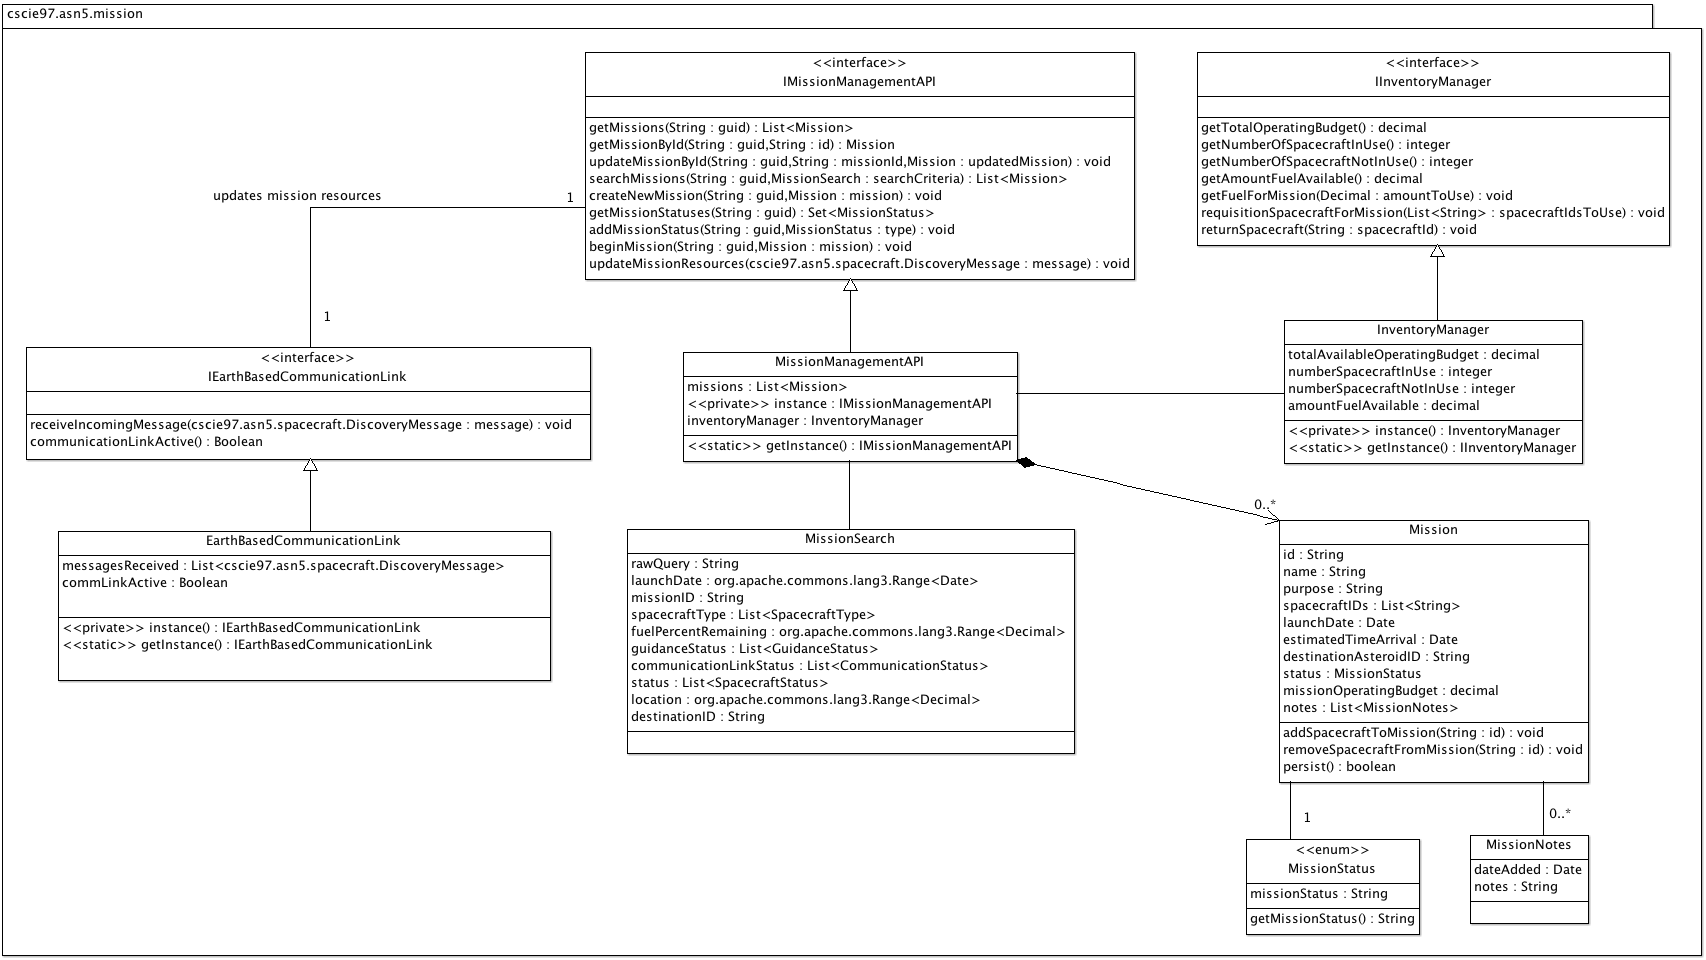 cscie97.asn5.mission
<<interface>>
IMissionManagementAPI
getMissions(String : guid) : List<Mission>
getMissionById(String : guid,String : id) : Mission
updateMissionById(String : guid,String : missionId,Mission : updatedMission) : void
searchMissions(String : guid,MissionSearch : searchCriteria) : List<Mission>
createNewMission(String : guid,Mission : mission) : void
getMissionStatuses(String : guid) : Set<MissionStatus>
addMissionStatus(String : guid,MissionStatus : type) : void
beginMission(String : guid,Mission : mission) : void
updateMissionResources(cscie97.asn5.spacecraft.DiscoveryMessage : message) : void
<<interface>>
IInventoryManager
getTotalOperatingBudget() : decimal
getNumberOfSpacecraftInUse() : integer
getNumberOfSpacecraftNotInUse() : integer
getAmountFuelAvailable() : decimal
getFuelForMission(Decimal : amountToUse) : void
requisitionSpacecraftForMission(List<String> : spacecraftIdsToUse) : void
returnSpacecraft(String : spacecraftId) : void
updates mission resources
1
1
<<interface>>
IEarthBasedCommunicationLink
receiveIncomingMessage(cscie97.asn5.spacecraft.DiscoveryMessage : message) : void
communicationLinkActive() : Boolean
MissionManagementAPI
missions : List<Mission>
<<private>> instance : IMissionManagementAPI
inventoryManager : InventoryManager
<<static>> getInstance() : IMissionManagementAPI
InventoryManager
totalAvailableOperatingBudget : decimal
numberSpacecraftInUse : integer
numberSpacecraftNotInUse : integer
amountFuelAvailable : decimal
<<private>> instance() : InventoryManager
<<static>> getInstance() : IInventoryManager
0..*
EarthBasedCommunicationLink
messagesReceived : List<cscie97.asn5.spacecraft.DiscoveryMessage>
commLinkActive : Boolean
<<private>> instance() : IEarthBasedCommunicationLink
<<static>> getInstance() : IEarthBasedCommunicationLink
MissionSearch
rawQuery : String
launchDate : org.apache.commons.lang3.Range<Date>
missionID : String
spacecraftType : List<SpacecraftType>
fuelPercentRemaining : org.apache.commons.lang3.Range<Decimal>
guidanceStatus : List<GuidanceStatus>
communicationLinkStatus : List<CommunicationStatus>
status : List<SpacecraftStatus>
location : org.apache.commons.lang3.Range<Decimal>
destinationID : String
Mission
id : String
name : String
purpose : String
spacecraftIDs : List<String>
launchDate : Date
estimatedTimeArrival : Date
destinationAsteroidID : String
status : MissionStatus
missionOperatingBudget : decimal
notes : List<MissionNotes>
addSpacecraftToMission(String : id) : void
removeSpacecraftFromMission(String : id) : void
persist() : boolean
1
0..*
<<enum>>
MissionStatus
missionStatus : String
getMissionStatus() : String
MissionNotes
dateAdded : Date
notes : String